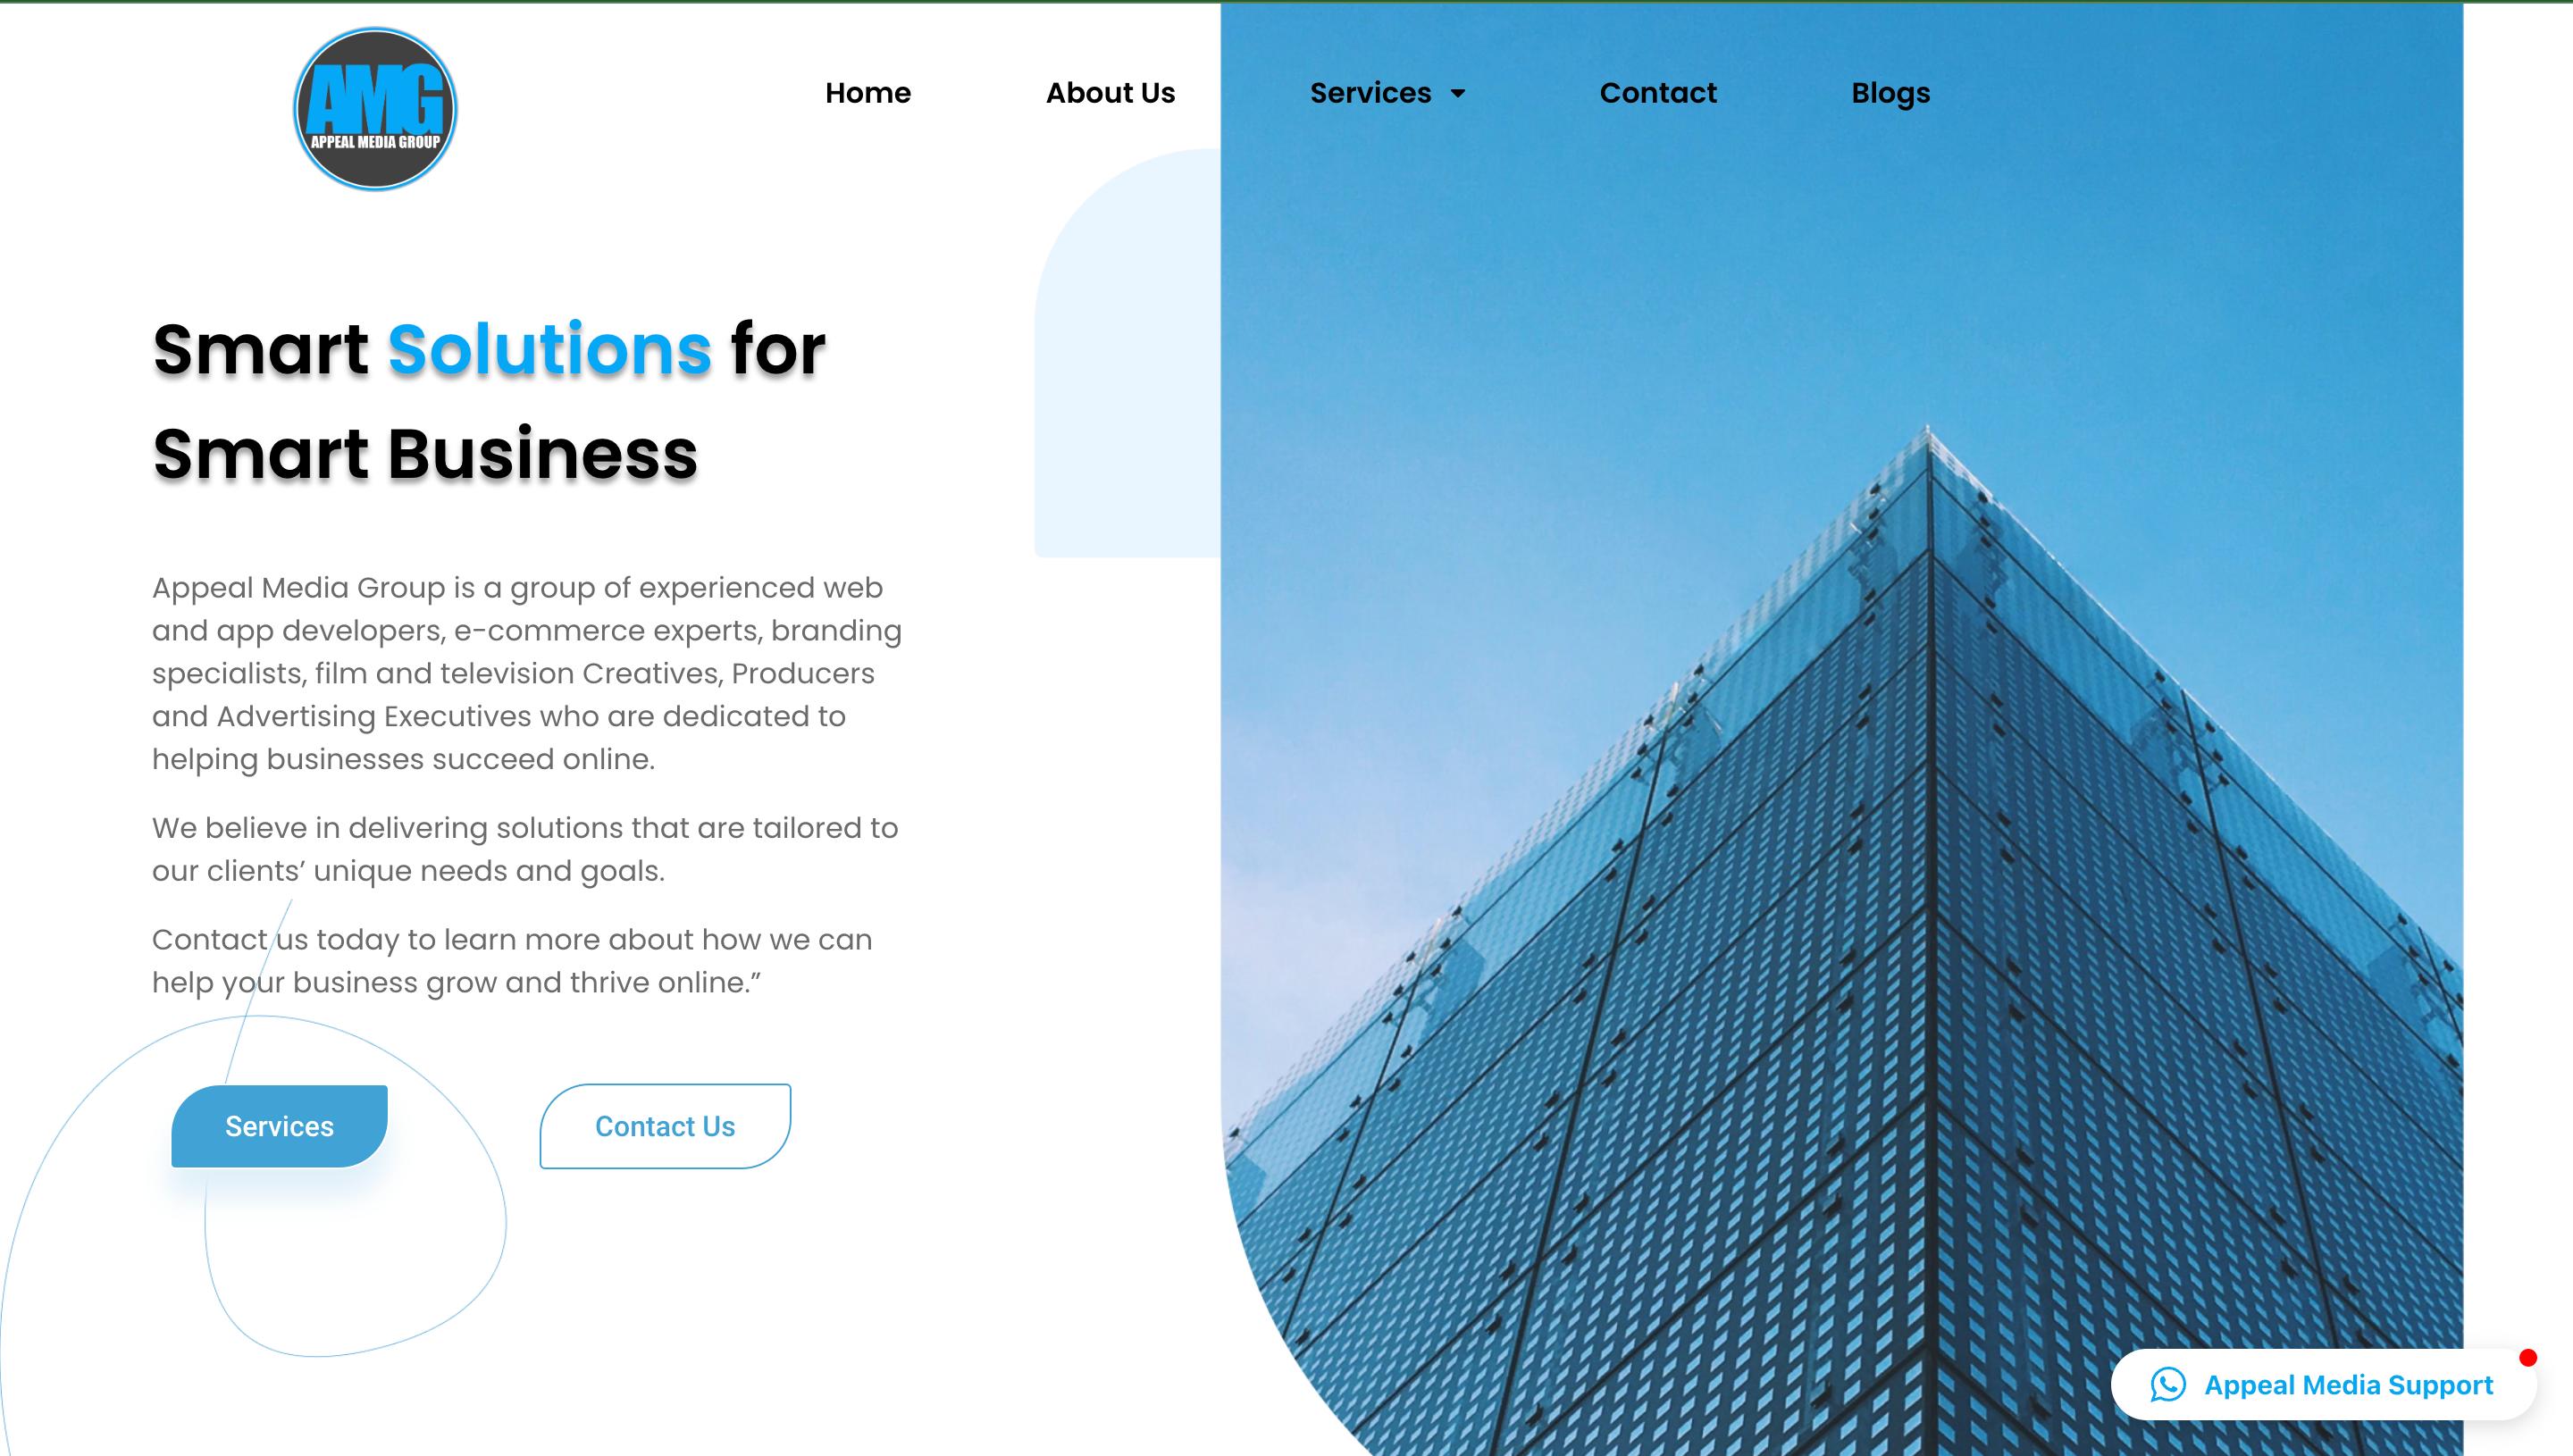 AMG
APPEAL MEDIA GROUP
Home
About Us
Services
Contact
Blogs
Smart Solutions for
Smart Business
Appeal Media Group is a group of experienced web
and app developers, e-commerce experts, branding
specialists, film and television Creatives, Producers
and Advertising Executives who are dedicated to
helping businesses succeed online.
We believe in delivering solutions that are tailored to
our clients’ unique needs and goals.
Contact us today to learn more about how we can
help your business grow and thrive online.”
Services
Contact Us
Appeal Media Support